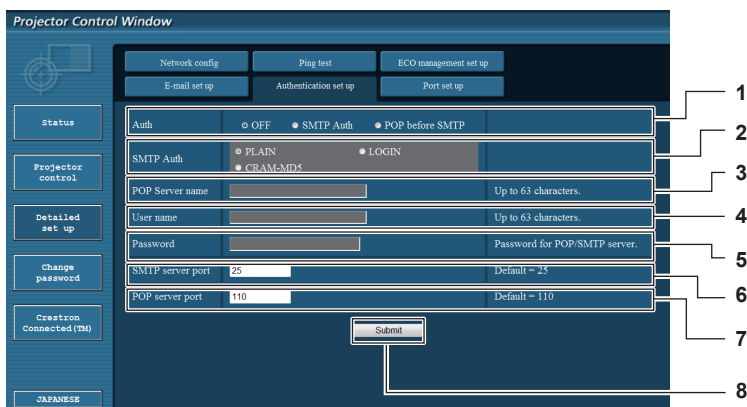 Projector Control Window
Network config Ping test ECO management set up
E-mail set up Authentication set up Port set up
Status
Projector
control
Detailed
set up
Change
password
Crestron
Connected(TM)
JAPANESE
Auth OFF SMTP Auth POP before SMTP
SMTP Auth PLAIN LOGIN
CRAM-MD5
POP Server name Up to 63 characters.
User name Up to 63 characters.
Password Password for POP/SMTP server.
SMTP server port 25 Default = 25
POP server port 110 Default = 110
Submit
1
2
3
4
5
6
7
8